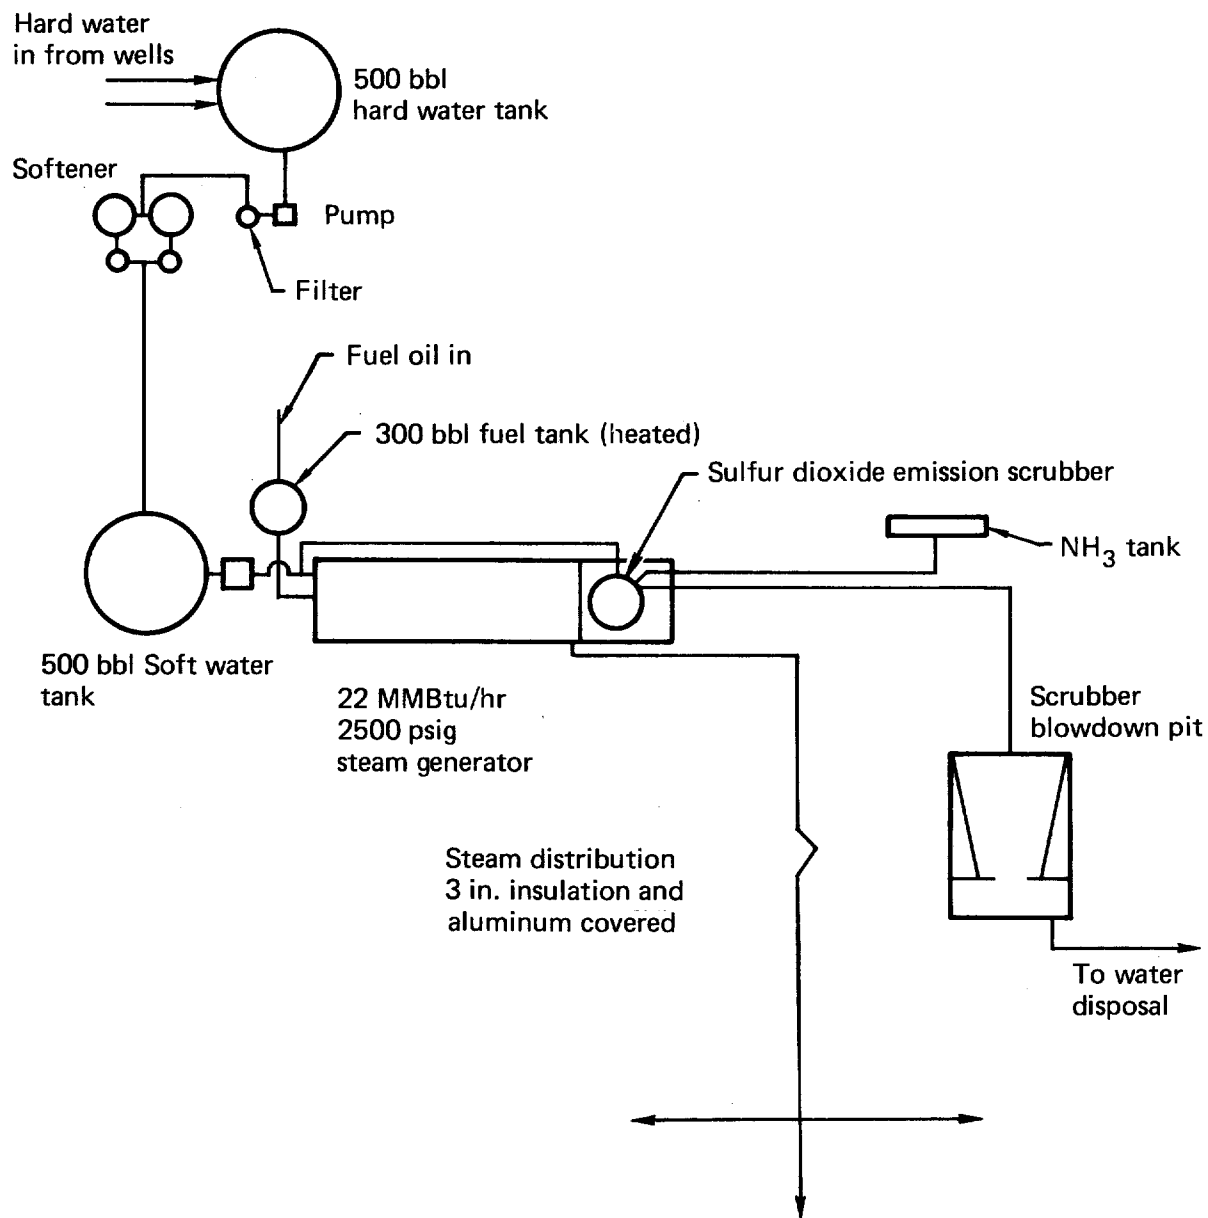 Hard water
in from wells
500 bbl
hard water tank
Softener
Pump
Filter
Fuel oil in
300 bbl fuel tank (heated)
Sulfur dioxide emission scrubber
NH3 tank
500 bbl Soft water
tank
22 MMBtu/hr
2500 psig
steam generator
Scrubber
blowdown pit
Steam distribution
3 in. insulation and
aluminum covered
To water
disposal